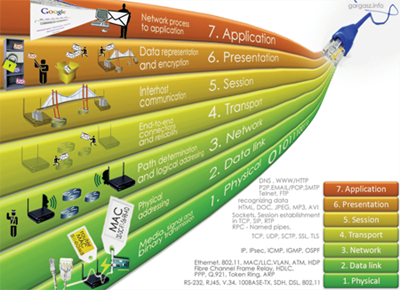 gargasz.info
Google
Network process
to application
7. Application
Data representation
and encryption
6. Presentation
Interhost
communication
5. Session
End-to-end
connections
and reliability
4. Transport
Path determination
and logical addressing
3. Network
Physical
addressing
2. Data link
Media, signal and
binary transmission
1. Physical
MAC
DNS, WWW/HTTP
P2P, EMAIL/POP, SMTP
Telnet, FTP
recognizing data
HTML, DOC, JPEG, MP3, AVI
Sockets, Session establishment
in TCP, SIP, RTP
RPC - Named pipes,
TCP, UDP, SCTP, SSL, TLS
IP, IPsec, ICMP, IGMP, OSPF
Ethernet, 802.11, MAC/LLC, VLAN, ATM, HDP
Fibre Channel, Frame Relay, HDLC,
PPP, Q.921, Token Ring, ARP
RS-232, RJ45, V.34, 100BASE-TX, SDH, DSL, 802.11
7. Application
6. Presentation
5. Session
4. Transport
3. Network
2. Data link
1. Physical